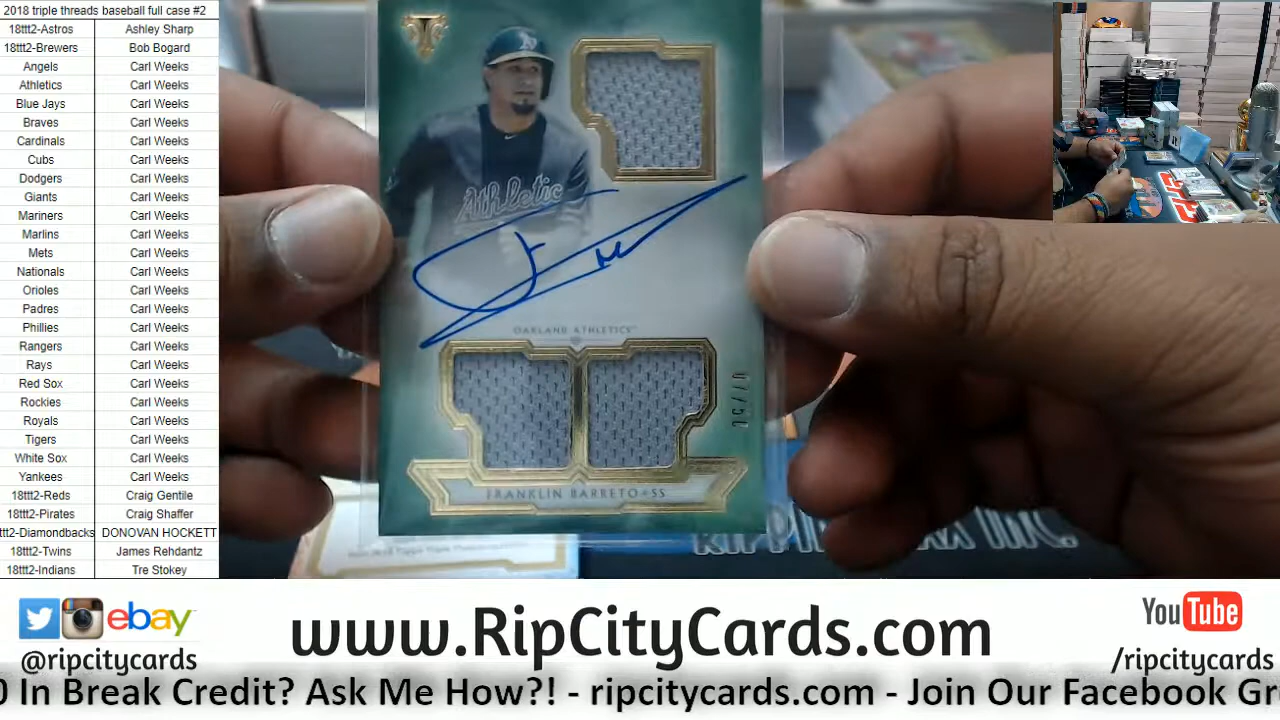 2018 triple threads baseball full case #2
18ttt2-Astros Ashley Sharp
18ttt2-Brewers Bob Bogard
Angels Carl Weeks
Athletics Carl Weeks
Blue Jays Carl Weeks
Braves Carl Weeks
Cardinals Carl Weeks
Cubs Carl Weeks
Dodgers Carl Weeks
Giants Carl Weeks
Mariners Carl Weeks
Marlins Carl Weeks
Mets Carl Weeks
Nationals Carl Weeks
Orioles Carl Weeks
Padres Carl Weeks
Phillies Carl Weeks
Rangers Carl Weeks
Rays Carl Weeks
Red Sox Carl Weeks
Rockies Carl Weeks
Royals Carl Weeks
Tigers Carl Weeks
White Sox Carl Weeks
Yankees Carl Weeks
18ttt2-Reds Craig Gentile
18ttt2-Pirates Craig Shaffer
ttt2-Diamondbacks DONOVAN HOCKETT
18ttt2-Twins James Rehdantz
18ttt2-Indians Tre Stokey
Athletic
OAKLAND ATHLETICS™
FRANKLIN BARRETO • SS
INC.
ebay
@ripcitycards
www.RipCityCards.com
YouTube
/ripcitycards
0 In Break Credit? Ask Me How?! - ripcitycards.com - Join Our Facebook Gr